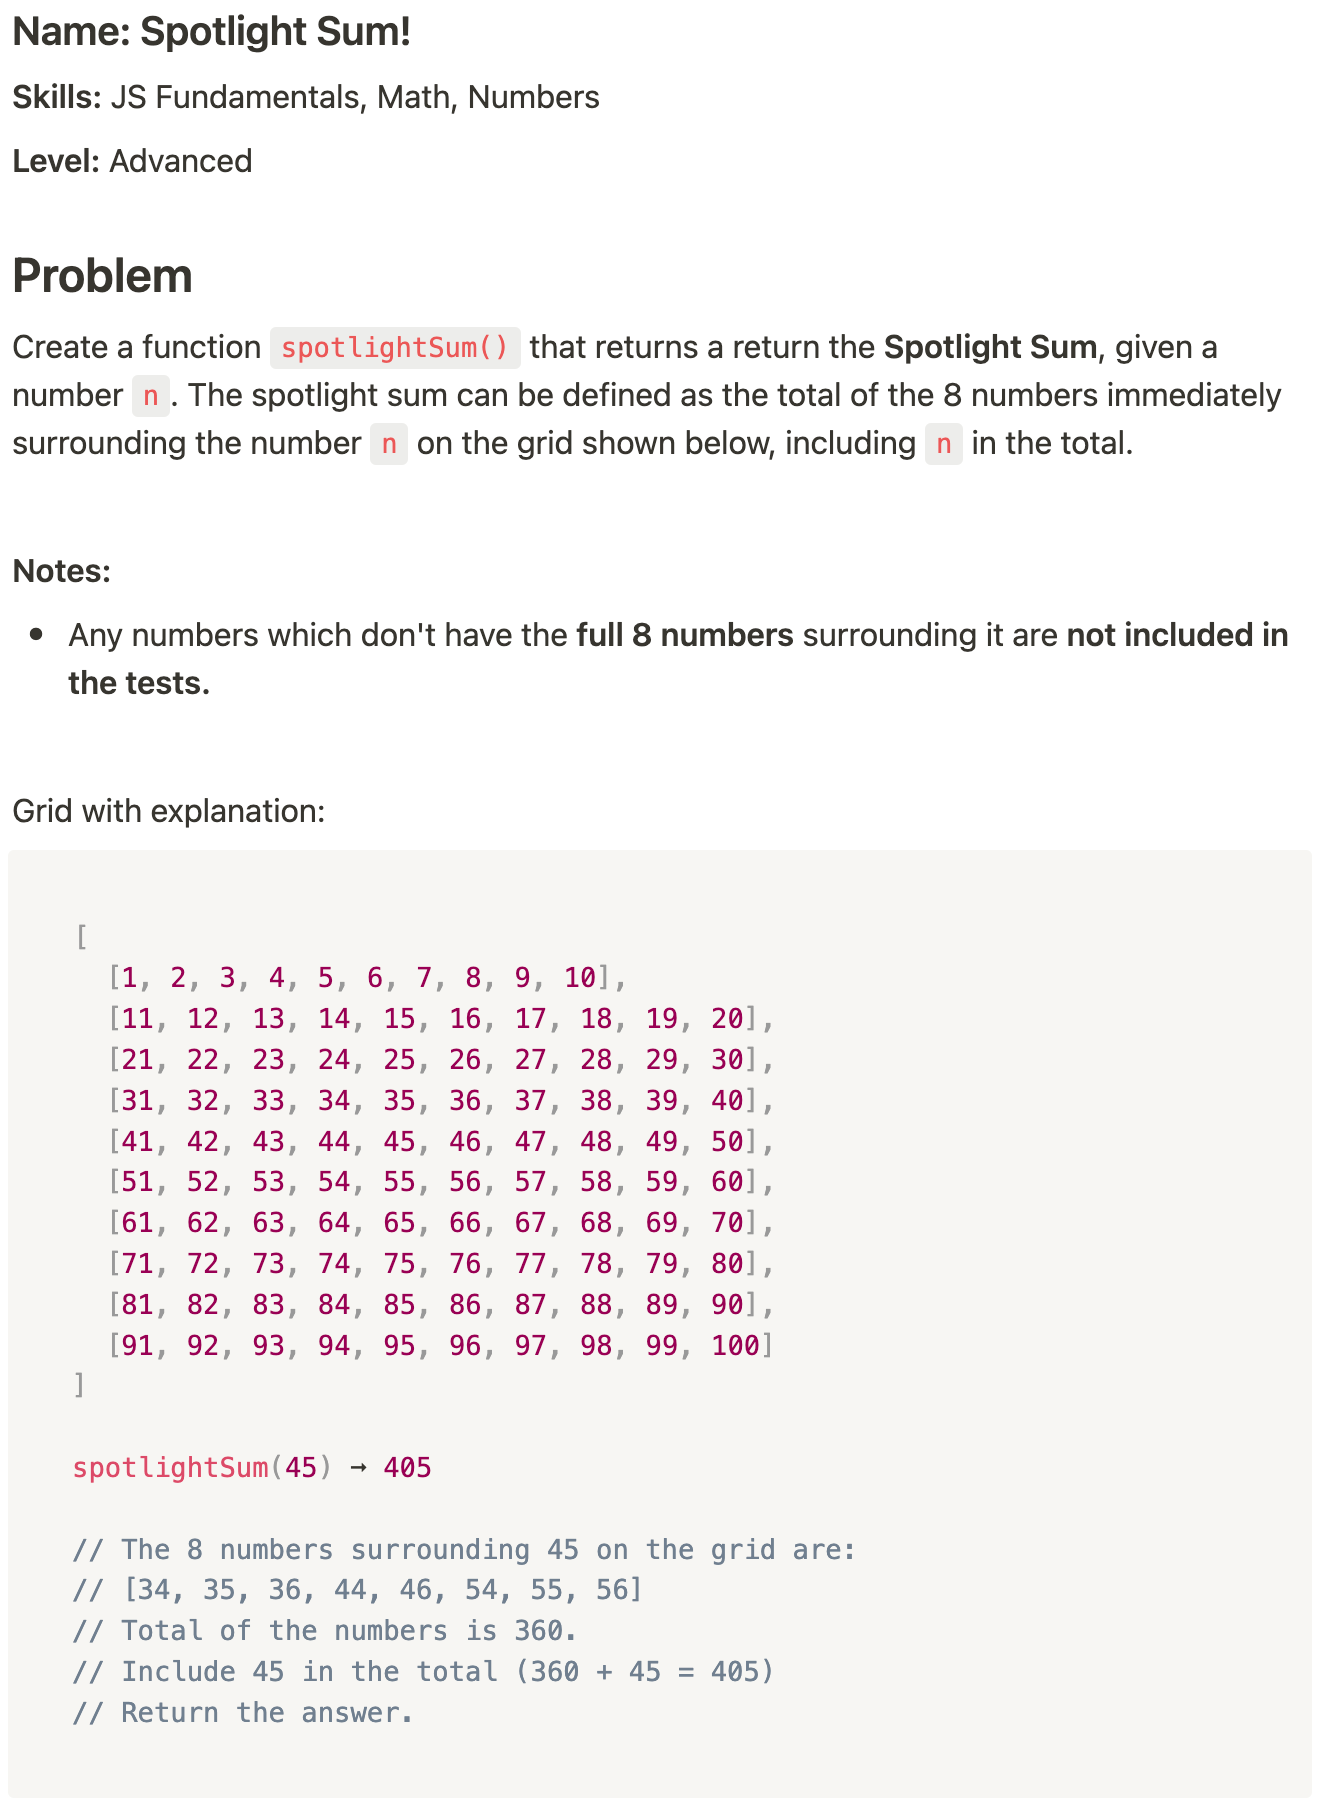 Name: Spotlight Sum!
Skills: JS Fundamentals, Math, Numbers
Level: Advanced
Problem
Create a function spotlightSum() that returns a return the Spotlight Sum, given a
number n. The spotlight sum can be defined as the total of the 8 numbers immediately
surrounding the number n on the grid shown below, including n in the total.
Notes:
• Any numbers which don't have the full 8 numbers surrounding it are not included in
the tests.
Grid with explanation:
[
[1, 2, 3, 4, 5, 6, 7, 8, 9, 10],
[11, 12, 13, 14, 15, 16, 17, 18, 19, 20],
[21, 22, 23, 24, 25, 26, 27, 28, 29, 30],
[31, 32, 33, 34, 35, 36, 37, 38, 39, 40],
[41, 42, 43, 44, 45, 46, 47, 48, 49, 50],
[51, 52, 53, 54, 55, 56, 57, 58, 59, 60],
[61, 62, 63, 64, 65, 66, 67, 68, 69, 70],
[71, 72, 73, 74, 75, 76, 77, 78, 79, 80],
[81, 82, 83, 84, 85, 86, 87, 88, 89, 90],
[91, 92, 93, 94, 95, 96, 97, 98, 99, 100]
]
spotlightSum(45) → 405
// The 8 numbers surrounding 45 on the grid are:
// [34, 35, 36, 44, 46, 54, 55, 56]
// Total of the numbers is 360.
// Include 45 in the total (360 + 45 = 405)
// Return the answer.